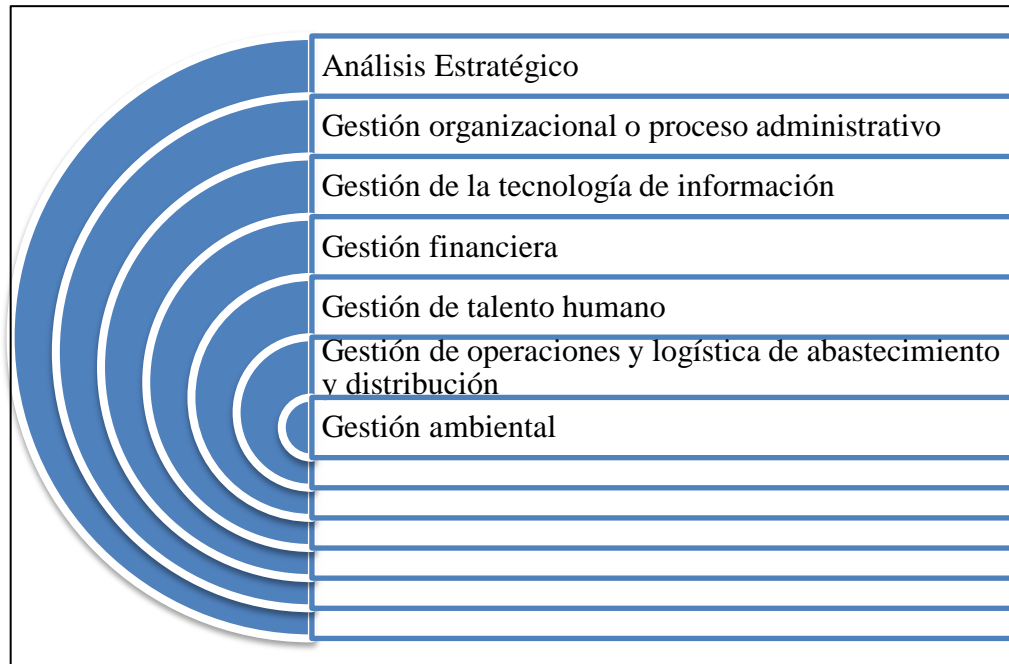 Análisis Estratégico
Gestión organizacional o proceso administrativo
Gestión de la tecnología de información
Gestión financiera
Gestión de talento humano
Gestión de operaciones y logística de abastecimiento
y distribución
Gestión ambiental